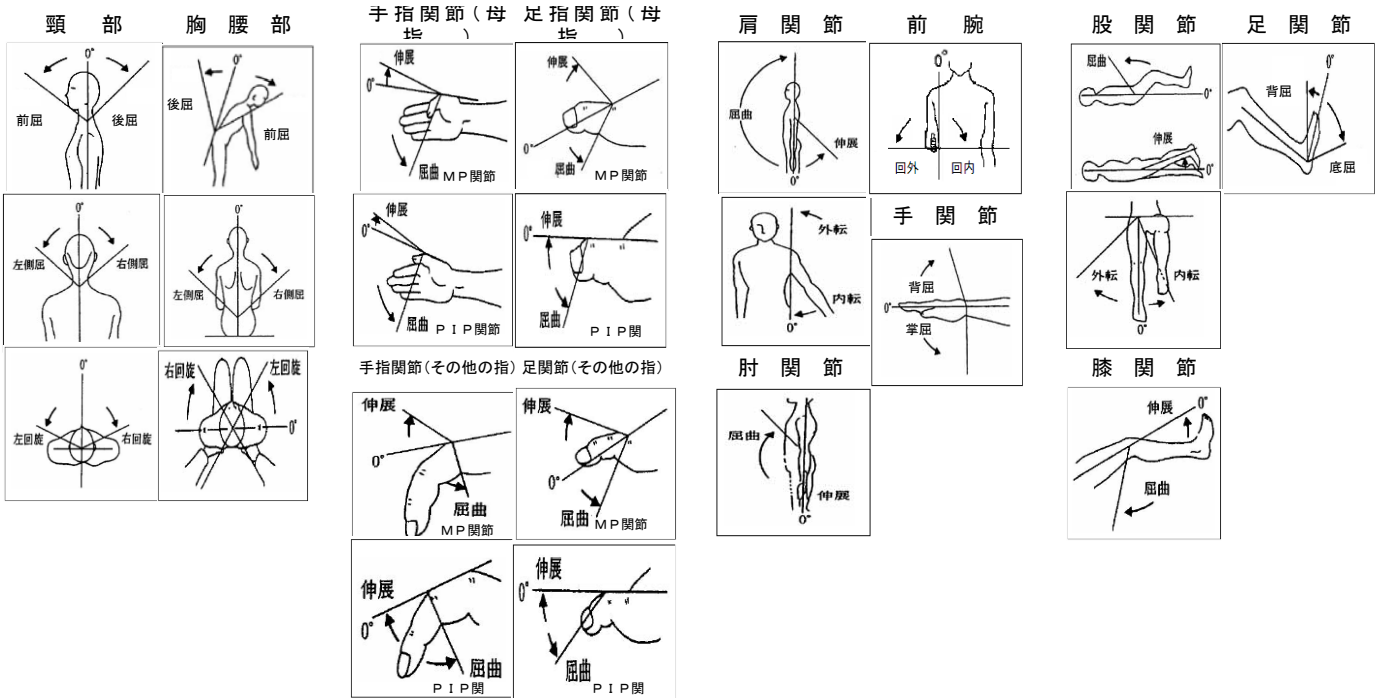 頸部
0°
前屈
後屈
0°
左側屈
右側屈
0°
左回旋
右回旋
胸腰部
0°
後屈
前屈
0°
左側屈
右側屈
右回旋
左回旋
0°
手指関節(母指)
伸展
0°
屈曲
MP関節
伸展
0°
屈曲
PIP関節
手指関節(その他の指)
伸展
0°
屈曲
MP関節
伸展
0°
屈曲
PIP関
足指関節(母指)
伸展
0°
屈曲
MP関節
伸展
0°
屈曲
PIP関
足関節(その他の指)
伸展
0°
屈曲
MP関節
伸展
0°
屈曲
PIP関
肩関節
屈曲
伸展
0°
外転
内転
0°
肘関節
屈曲
伸展
0°
前腕
0°
回外
回内
手関節
背屈
0°
掌屈
股関節
屈曲
0°
伸展
0°
外転
内転
0°
膝関節
伸展
0°
屈曲
足関節
0°
背屈
底屈